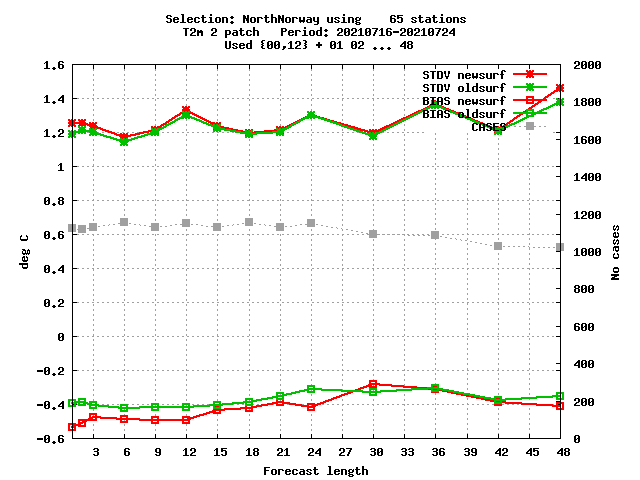 Selection: NorthNorway using    65 stations
T2m 2 patch   Period: 20210716-20210724
Used {00,12} + 01 02 ... 48
STDV newsurf
STDV oldsurf
BIAS newsurf
BIAS oldsurf
CASES
deg C
1.6
1.4
1.2
1
0.8
0.6
0.4
0.2
0
-0.2
-0.4
-0.6
2000
1800
1600
1400
1200
1000
800
600
400
200
0
No cases
3 6 9 12 15 18 21 24 27 30 33 36 39 42 45 48
Forecast length